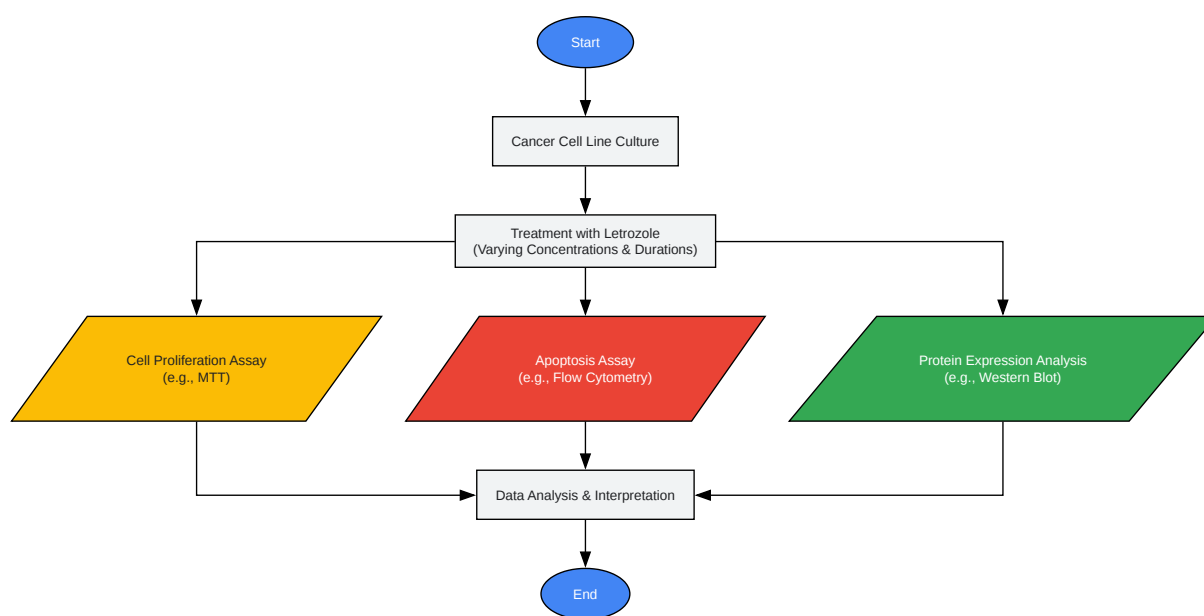 Start
Cancer Cell Line Culture
Treatment with Letrozole
(Varying Concentrations & Durations)
Cell Proliferation Assay
(e.g., MTT)
Apoptosis Assay
(e.g., Flow Cytometry)
Protein Expression Analysis
(e.g., Western Blot)
Data Analysis & Interpretation
End